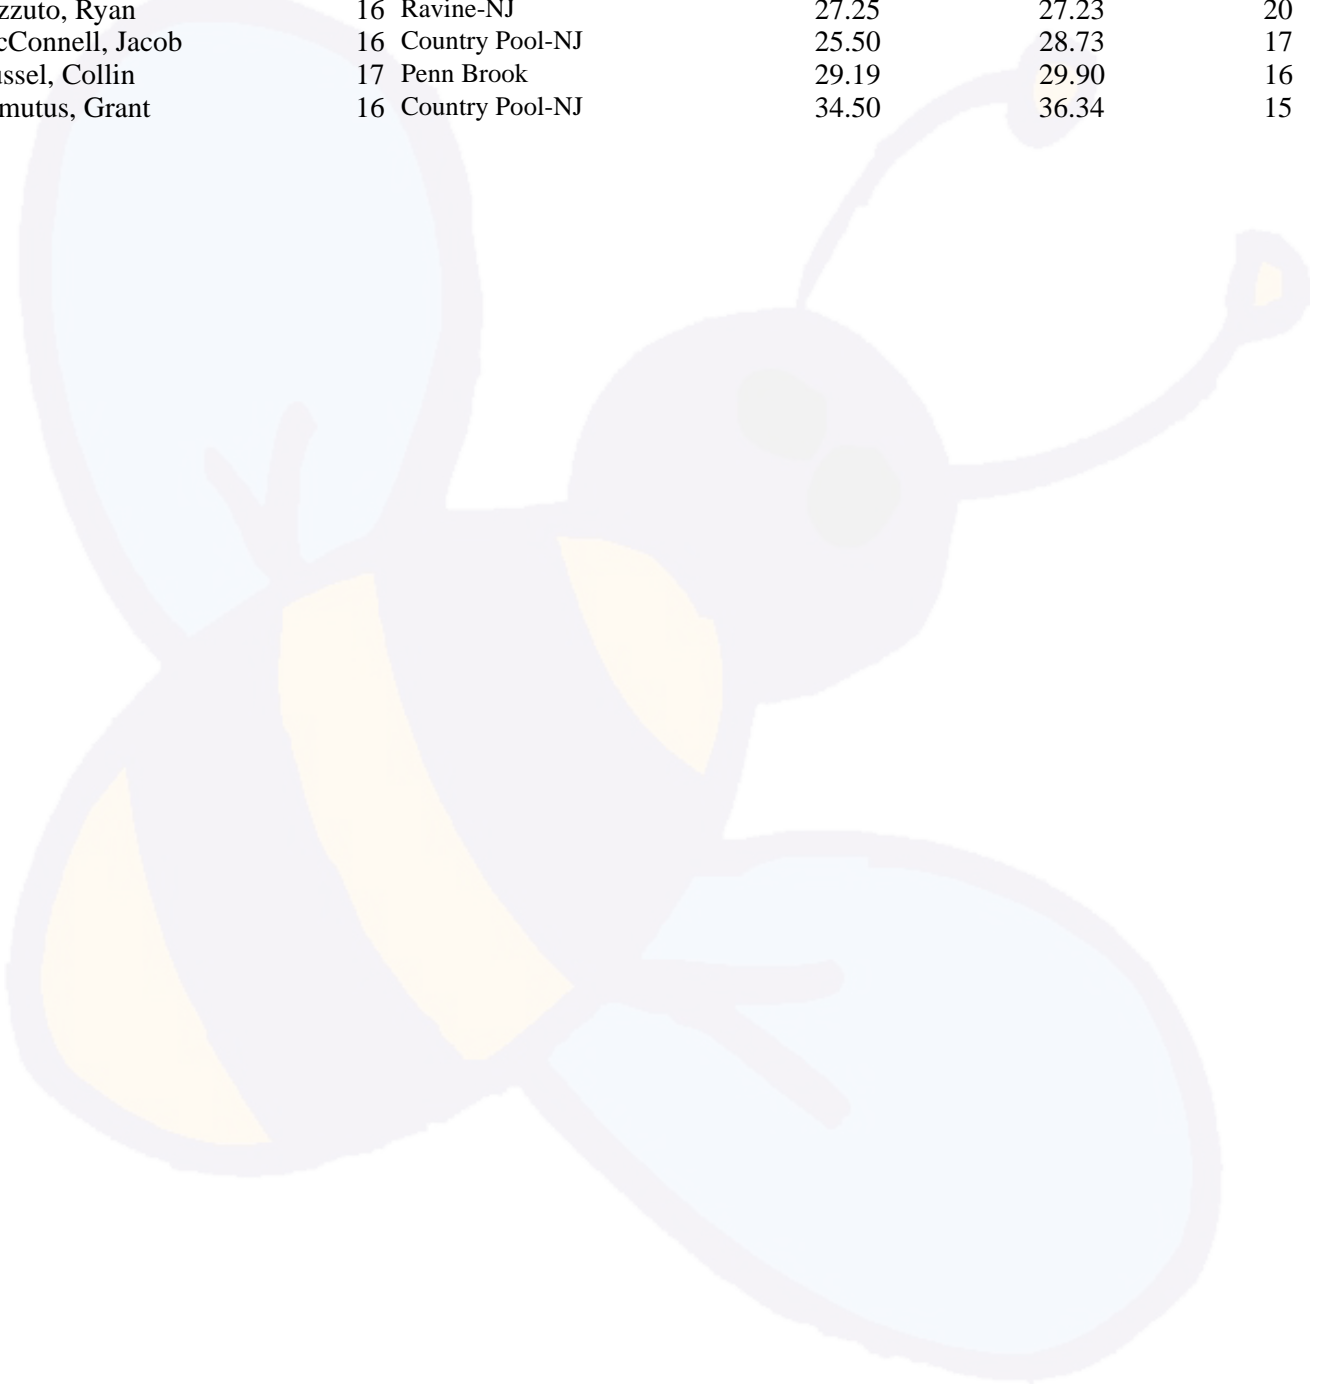 zzuto, Ryan 16 Ravine-NJ 27.25 27.23 20
cConnell, Jacob 16 Country Pool-NJ 25.50 28.73 17
ssel, Collin 17 Penn Brook 29.19 29.90 16
mutus, Grant 16 Country Pool-NJ 34.50 36.34 15